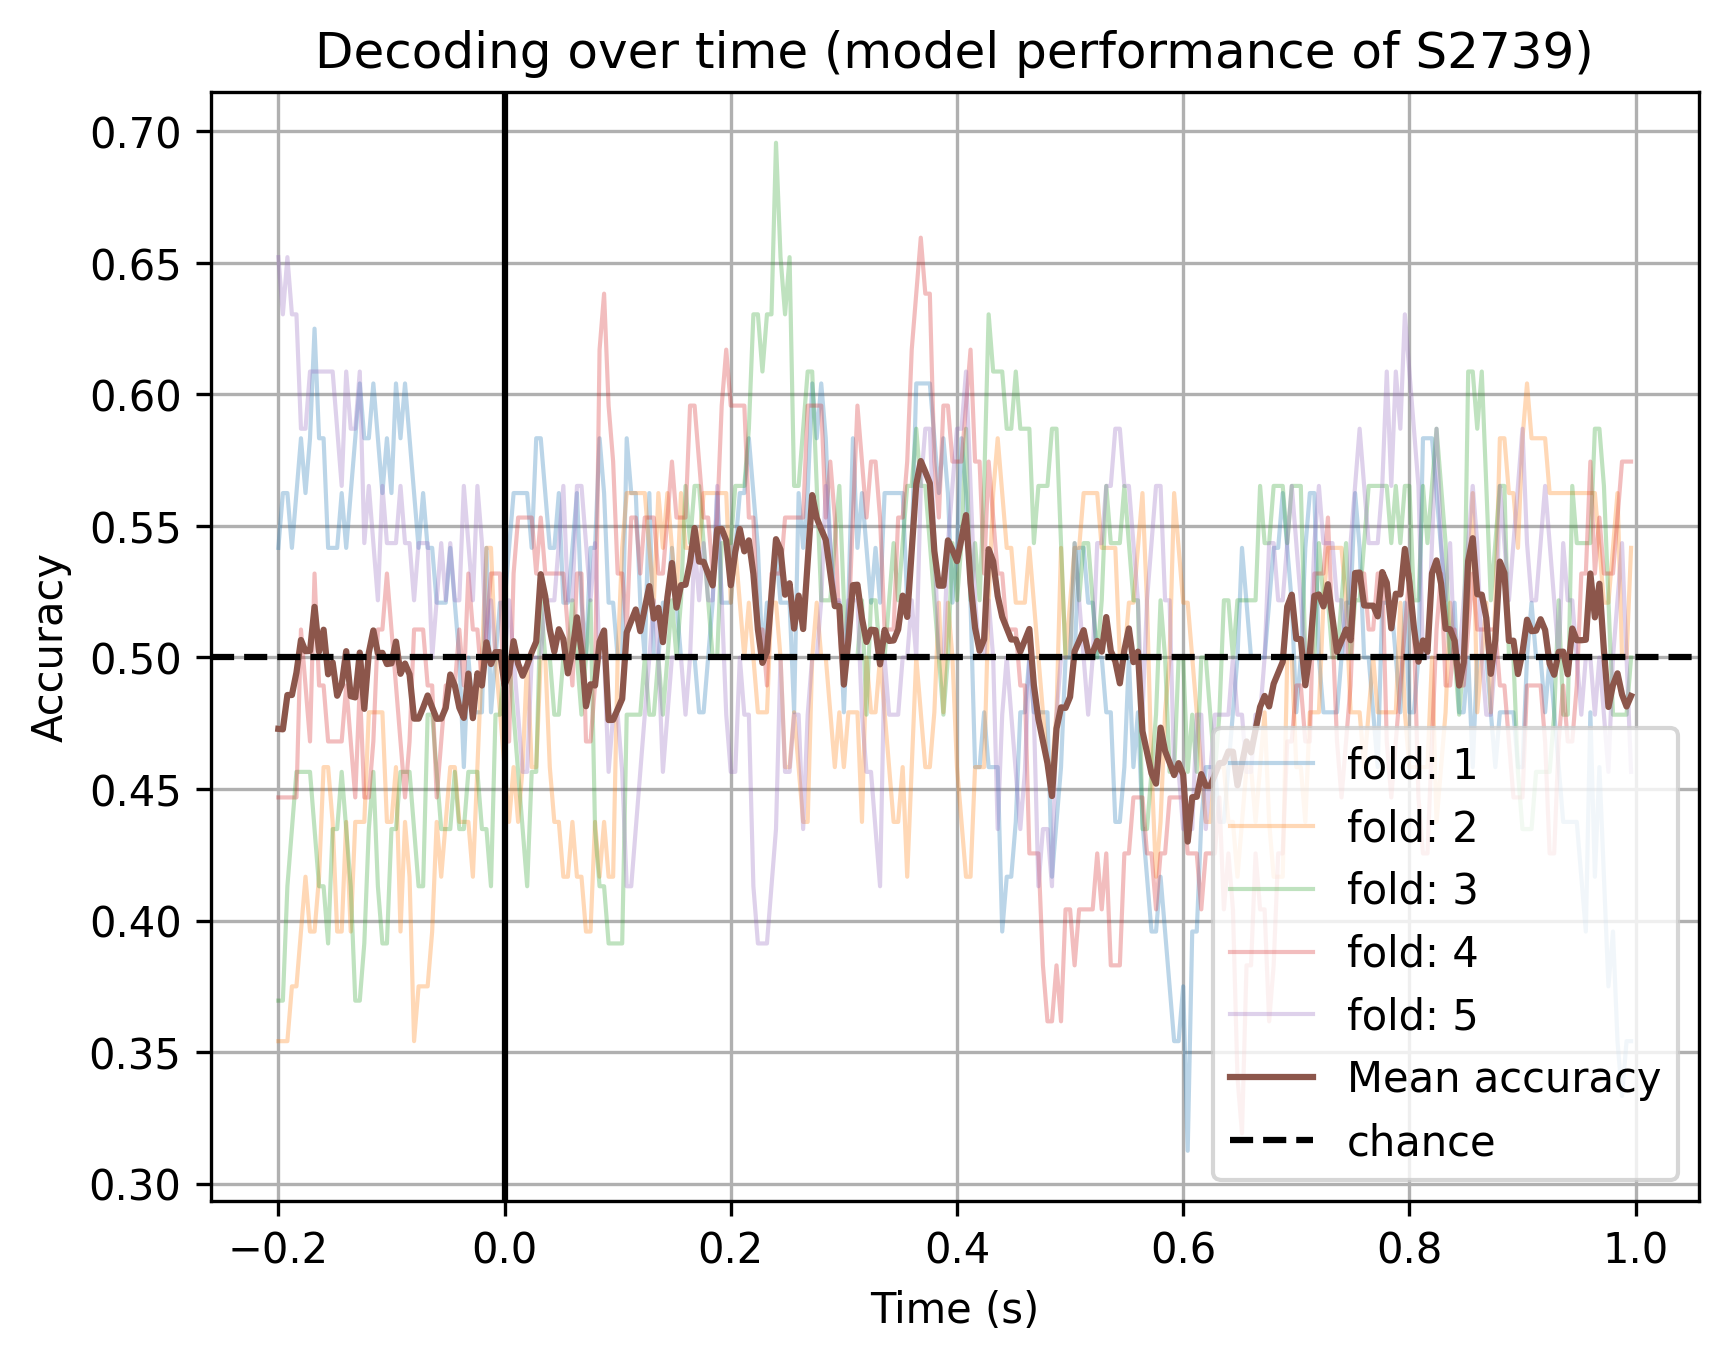 Decoding over time (model performance of S2739)
Accuracy
0.70
0.65
0.60
0.55
0.50
0.45
0.40
0.35
0.30
fold: 1
fold: 2
fold: 3
fold: 4
fold: 5
Mean accuracy
chance
−0.2 0.0 0.2 0.4 0.6 0.8 1.0
Time (s)